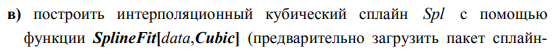 в) построить интерполяционный кубический сплайн Spl с помощью
функции SplineFit[data,Cubic] (предварительно загрузить пакет сплайн-